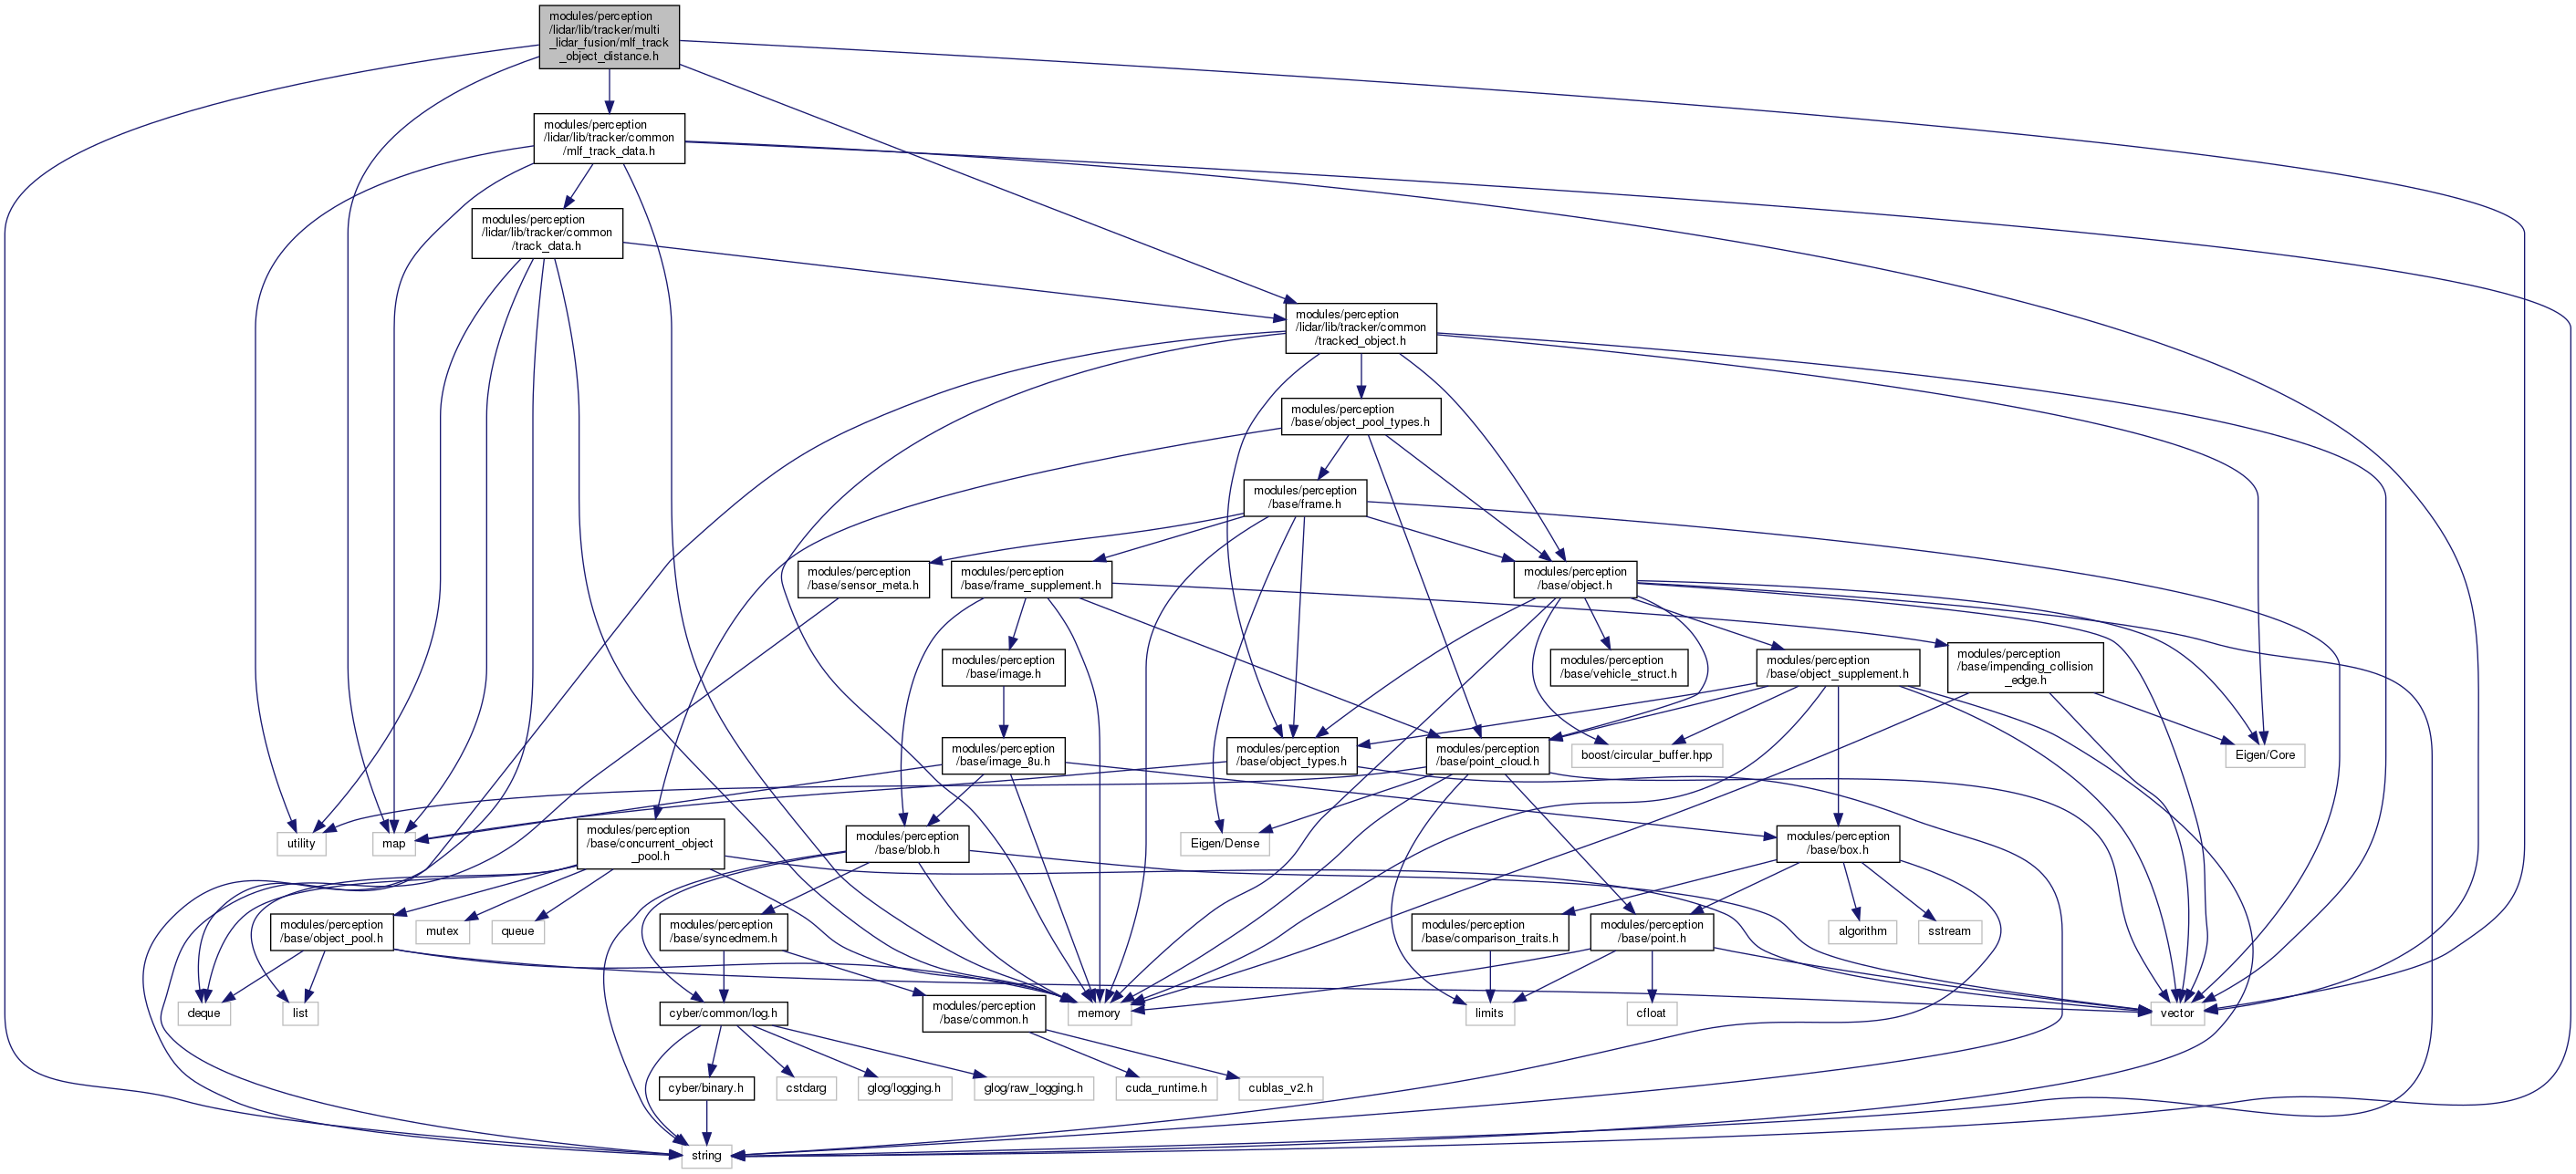 modules/perception
/lidar/lib/tracker/multi
_lidar_fusion/mlf_track
_object_distance.h
modules/perception
/lidar/lib/tracker/common
/mlf_track_data.h
modules/perception
/lidar/lib/tracker/common
/track_data.h
modules/perception
/lidar/lib/tracker/common
/tracked_object.h
modules/perception
/base/object_pool_types.h
modules/perception
/base/frame.h
modules/perception
/base/sensor_meta.h
modules/perception
/base/frame_supplement.h
modules/perception
/base/object.h
modules/perception
/base/image.h
modules/perception
/base/vehicle_struct.h
modules/perception
/base/object_supplement.h
modules/perception
/base/impending_collision
_edge.h
modules/perception
/base/image_8u.h
modules/perception
/base/object_types.h
modules/perception
/base/point_cloud.h
boost/circular_buffer.hpp
Eigen/Core
utility
map
modules/perception
/base/concurrent_object
_pool.h
modules/perception
/base/blob.h
Eigen/Dense
modules/perception
/base/box.h
modules/perception
/base/object_pool.h
mutex
queue
modules/perception
/base/syncedmem.h
modules/perception
/base/comparison_traits.h
modules/perception
/base/point.h
algorithm
sstream
deque
list
cyber/common/log.h
modules/perception
/base/common.h
memory
limits
cfloat
vector
cyber/binary.h
cstdarg
glog/logging.h
glog/raw_logging.h
cuda_runtime.h
cublas_v2.h
string